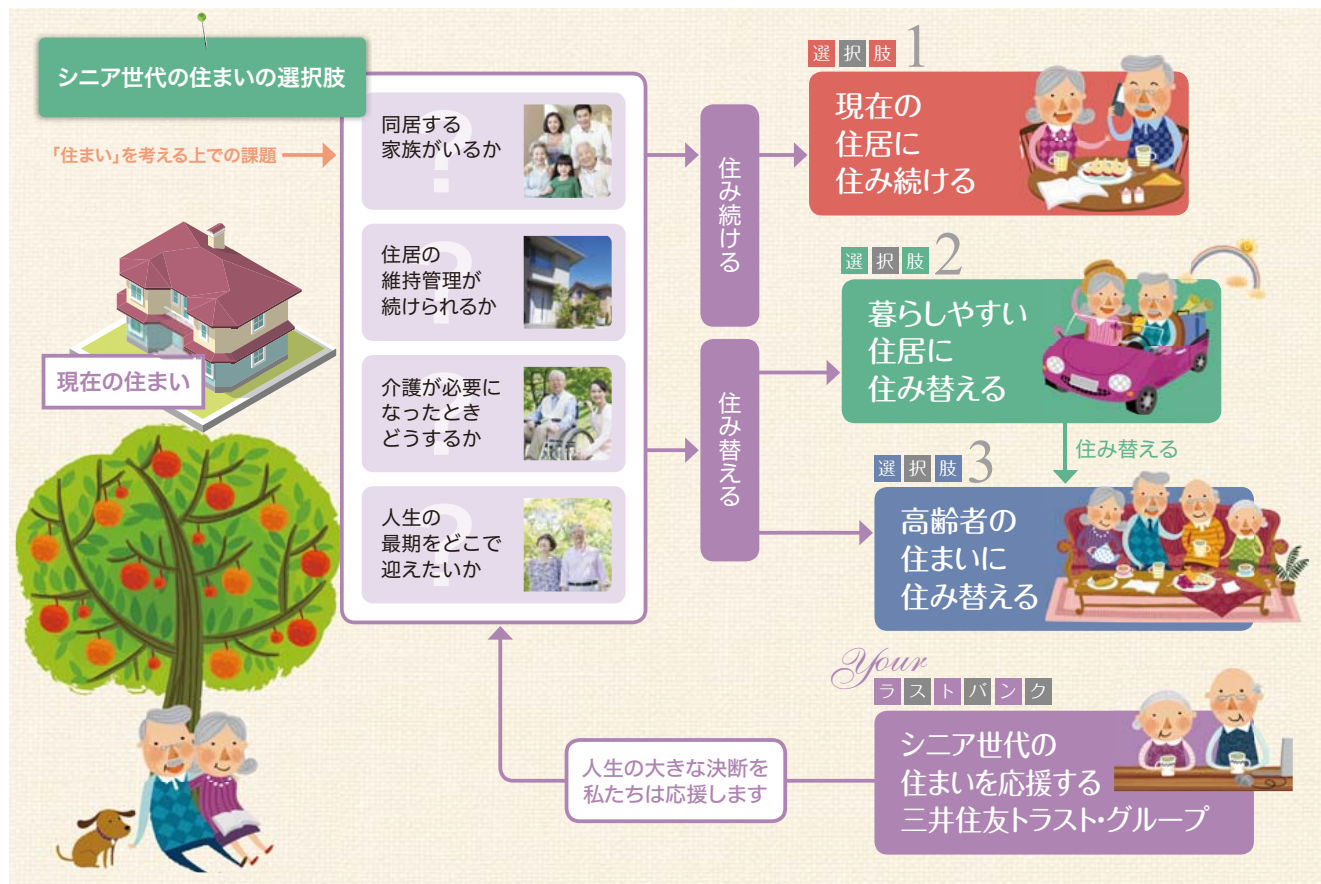 シニア世代の住まいの選択肢
「住まい」を考える上での課題
現在の住まい
同居する
家族がいるか
住居の
維持管理が
続けられるか
介護が必要に
なったとき
どうするか
人生の
最期をどこで
迎えたいか
住み続ける
住み替える
選択肢1
現在の
住居に
住み続ける
選択肢2
暮らしやすい
住居に
住み替える
住み替える
選択肢3
高齢者の
住まいに
住み替える
Your
ラストバンク
シニア世代の
住まいを応援する
三井住友トラスト・グループ
人生の大きな決断を
私たちは応援します